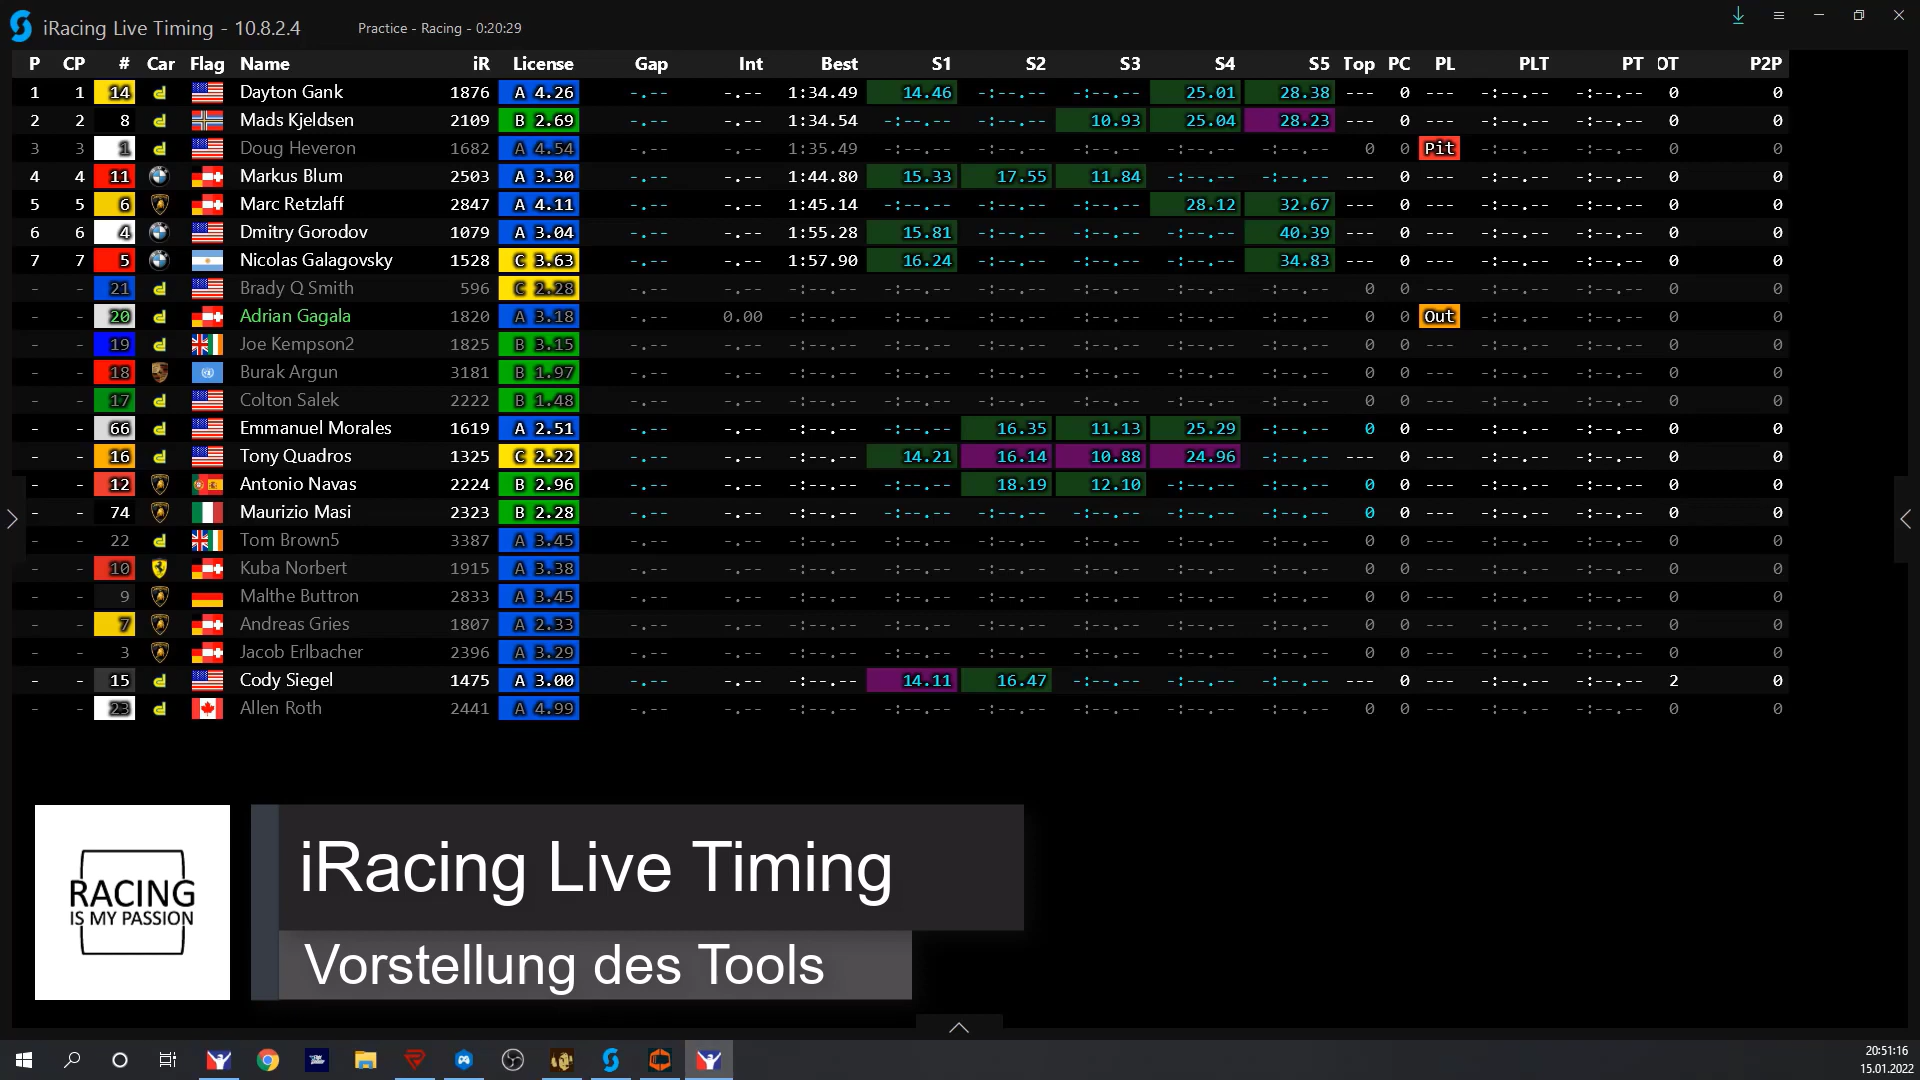 iRacing Live Timing - 10.8.2.4 Practice - Racing - 0:20:29
P CP # Car Flag Name iR License Gap Int Best S1 S2 S3 S4 S5 Top PC PL PLT PT OT P2P
1 1 14 Dayton Gank 1876 A 4.26 -.-- -.-- 1:34.49 14.46 -:--.-- -:--.-- 25.01 28.38 --- 0 --- -:--.-- -:--.-- 0 0
2 2 8 Mads Kjeldsen 2109 B 2.69 -.-- -.-- 1:34.54 -:--.-- -:--.-- 10.93 25.04 28.23 --- 0 --- -:--.-- -:--.-- 0 0
3 3 1 Doug Heveron 1682 A 4.54 -.-- -.-- 1:35.49 -:--.-- -:--.-- -:--.-- -:--.-- -:--.-- 0 0 Pit -:--.-- -:--.-- 0 0
4 4 11 Markus Blum 2503 A 3.30 -.-- -.-- 1:44.80 15.33 17.55 11.84 -:--.-- -:--.-- --- 0 --- -:--.-- -:--.-- 0 0
5 5 6 Marc Retzlaff 2847 A 4.11 -.-- -.-- 1:45.14 -:--.-- -:--.-- -:--.-- 28.12 32.67 --- 0 --- -:--.-- -:--.-- 0 0
6 6 4 Dmitry Gorodov 1079 A 3.04 -.-- -.-- 1:55.28 15.81 -:--.-- -:--.-- -:--.-- 40.39 --- 0 --- -:--.-- -:--.-- 0 0
7 7 5 Nicolas Galagovsky 1528 C 3.63 -.-- -.-- 1:57.90 16.24 -:--.-- -:--.-- -:--.-- 34.83 --- 0 --- -:--.-- -:--.-- 0 0
- - 21 Brady Q Smith 596 C 2.28 -.-- -.-- -:--.-- -:--.-- -:--.-- -:--.-- -:--.-- -:--.-- 0 0 --- -:--.-- -:--.-- 0 0
- - 20 Adrian Gagala 1820 A 3.18 -.-- 0.00 -:--.-- -:--.-- -:--.-- -:--.-- -:--.-- -:--.-- 0 0 Out -:--.-- -:--.-- 0 0
- - 19 Joe Kempson2 1825 B 3.15 -.-- -.-- -:--.-- -:--.-- -:--.-- -:--.-- -:--.-- -:--.-- 0 0 --- -:--.-- -:--.-- 0 0
- - 18 Burak Argun 3181 B 1.97 -.-- -.-- -:--.-- -:--.-- -:--.-- -:--.-- -:--.-- -:--.-- 0 0 --- -:--.-- -:--.-- 0 0
- - 17 Colton Salek 2222 B 1.48 -.-- -.-- -:--.-- -:--.-- -:--.-- -:--.-- -:--.-- -:--.-- 0 0 --- -:--.-- -:--.-- 0 0
- - 66 Emmanuel Morales 1619 A 2.51 -.-- -.-- -:--.-- -:--.-- 16.35 11.13 25.29 -:--.-- 0 0 --- -:--.-- -:--.-- 0 0
- - 16 Tony Quadros 1325 C 2.22 -.-- -.-- -:--.-- 14.21 16.14 10.88 24.96 -:--.-- --- 0 --- -:--.-- -:--.-- 0 0
- - 12 Antonio Navas 2224 B 2.96 -.-- -.-- -:--.-- -:--.-- 18.19 12.10 -:--.-- -:--.-- 0 0 --- -:--.-- -:--.-- 0 0
- - 74 Maurizio Masi 2323 B 2.28 -.-- -.-- -:--.-- -:--.-- -:--.-- -:--.-- -:--.-- -:--.-- 0 0 --- -:--.-- -:--.-- 0 0
- - 22 Tom Brown5 3387 A 3.45 -.-- -.-- -:--.-- -:--.-- -:--.-- -:--.-- -:--.-- -:--.-- 0 0 --- -:--.-- -:--.-- 0 0
- - 10 Kuba Norbert 1915 A 3.38 -.-- -.-- -:--.-- -:--.-- -:--.-- -:--.-- -:--.-- -:--.-- 0 0 --- -:--.-- -:--.-- 0 0
- - 9 Malthe Buttron 2833 A 3.45 -.-- -.-- -:--.-- -:--.-- -:--.-- -:--.-- -:--.-- -:--.-- 0 0 --- -:--.-- -:--.-- 0 0
- - 7 Andreas Gries 1807 A 2.33 -.-- -.-- -:--.-- -:--.-- -:--.-- -:--.-- -:--.-- -:--.-- 0 0 --- -:--.-- -:--.-- 0 0
- - 3 Jacob Erlbacher 2396 A 3.29 -.-- -.-- -:--.-- -:--.-- -:--.-- -:--.-- -:--.-- -:--.-- 0 0 --- -:--.-- -:--.-- 0 0
- - 15 Cody Siegel 1475 A 3.00 -.-- -.-- -:--.-- 14.11 16.47 -:--.-- -:--.-- -:--.-- --- 0 --- -:--.-- -:--.-- 2 0
- - 23 Allen Roth 2441 A 4.99 -.-- -.-- -:--.-- -:--.-- -:--.-- -:--.-- -:--.-- -:--.-- 0 0 --- -:--.-- -:--.-- 0 0
RACING
IS MY PASSION
iRacing Live Timing
Vorstellung des Tools
20:51:16
15.01.2022